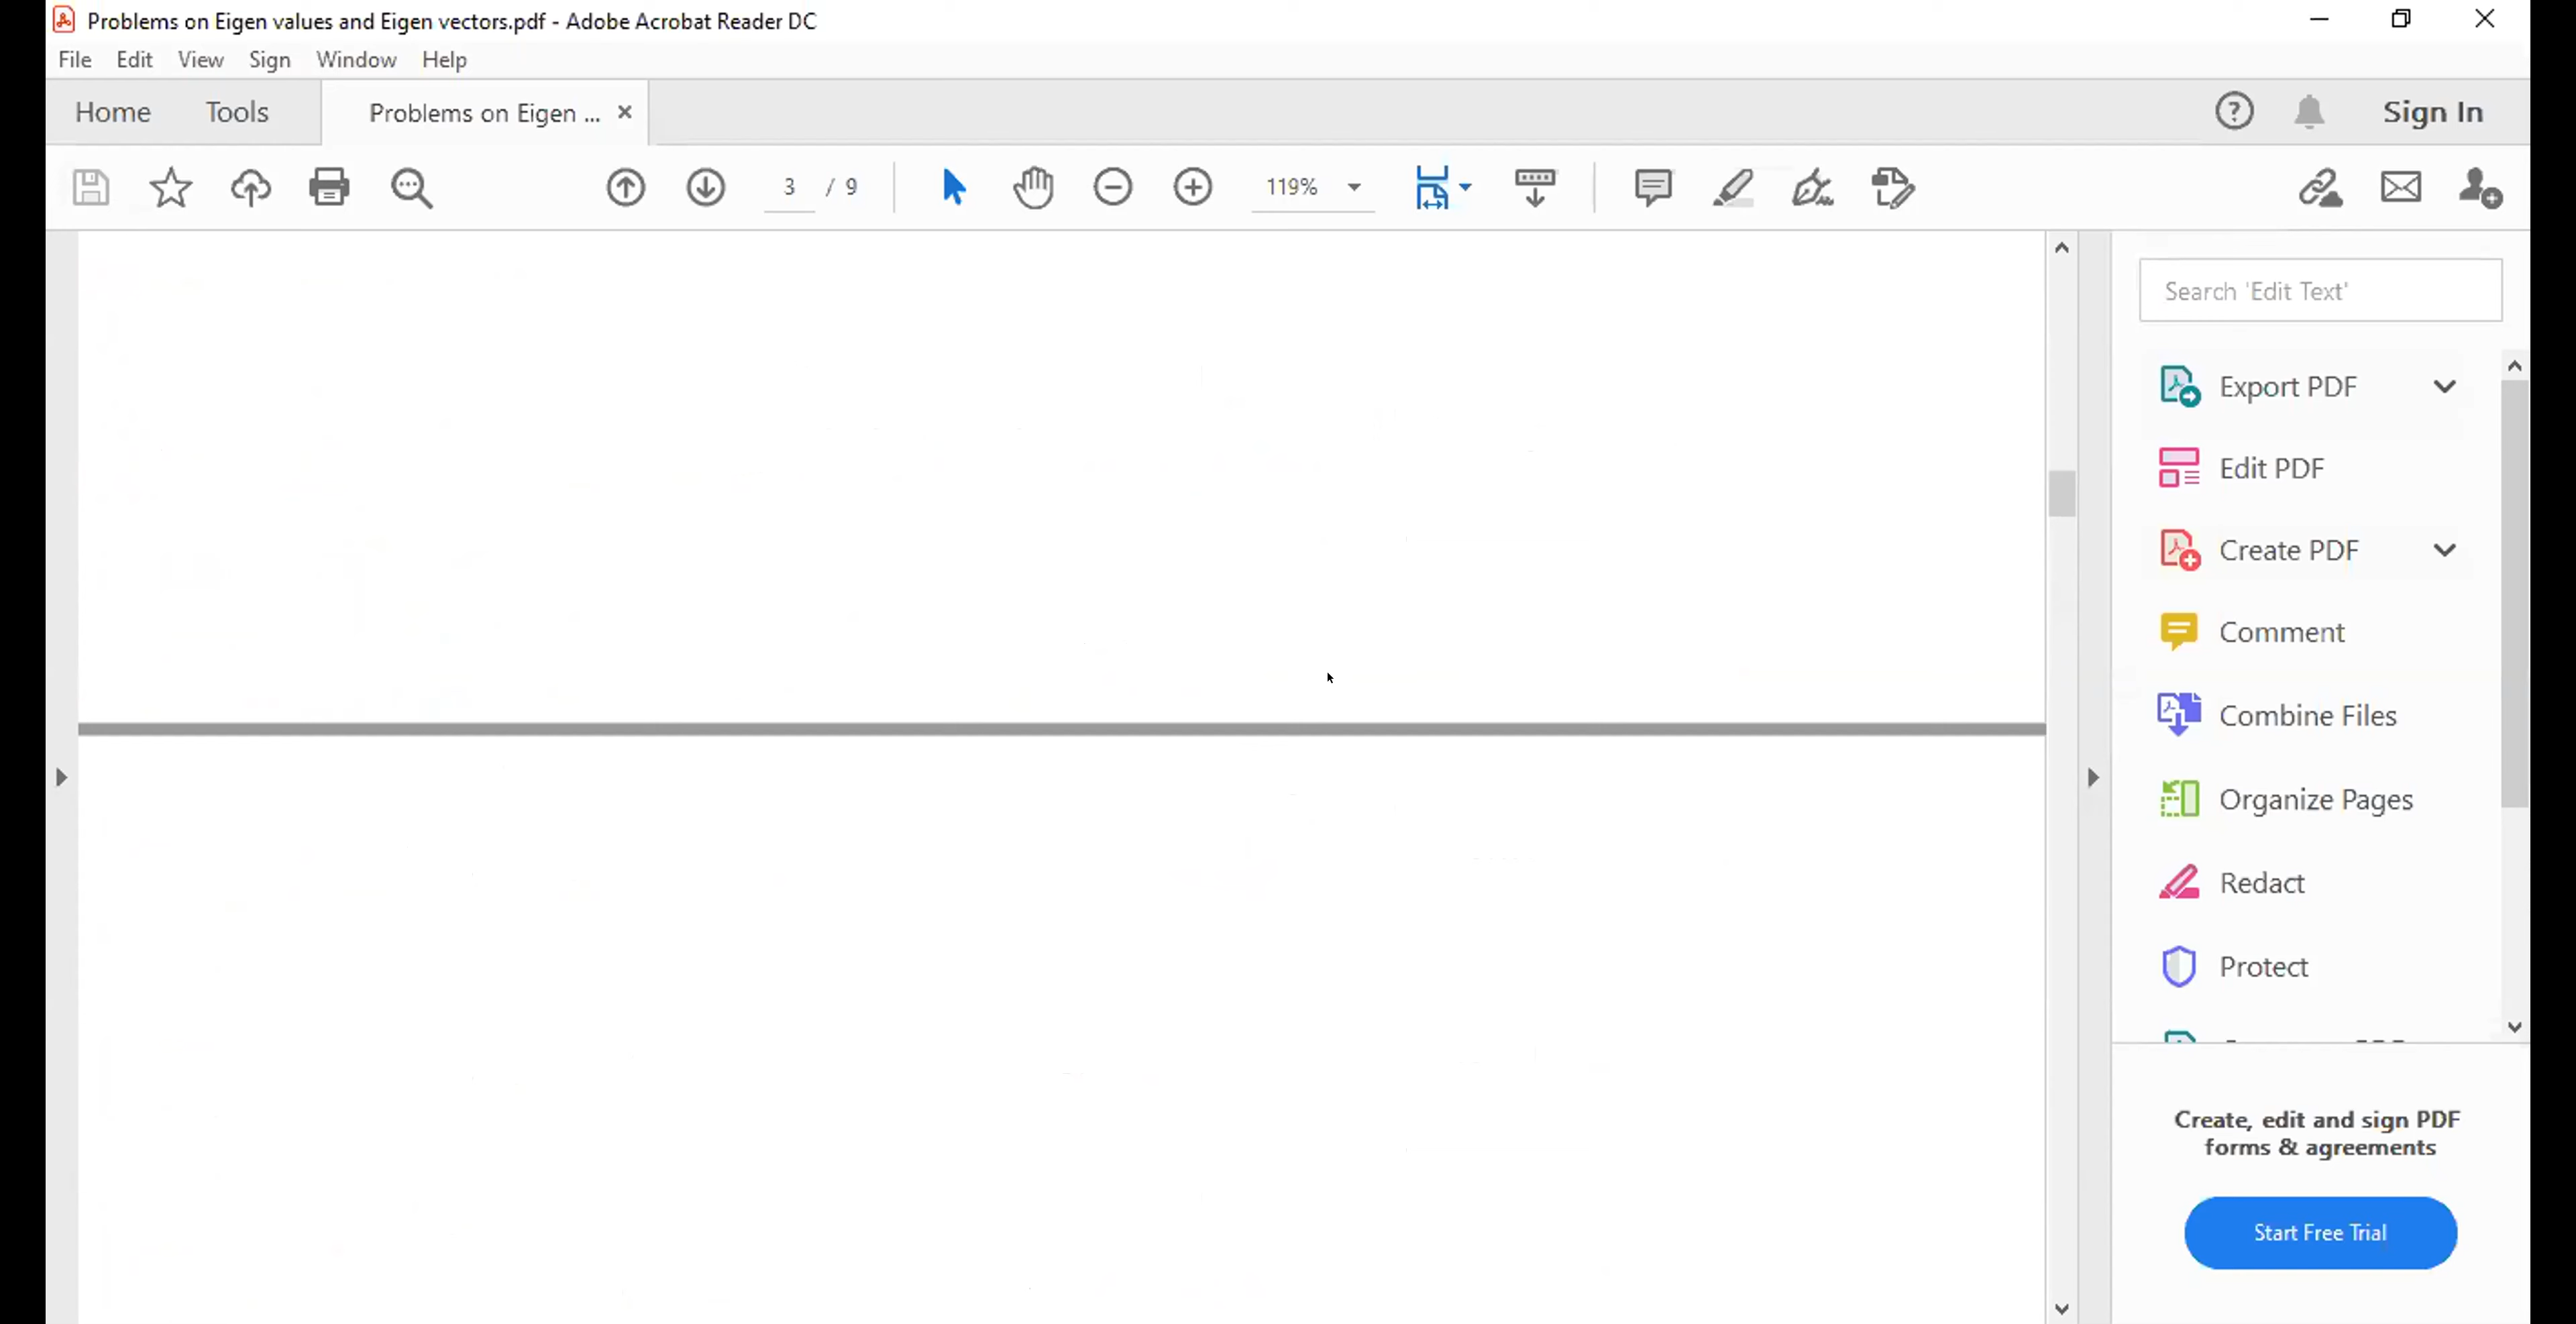 Problems on Eigen values and Eigen vectors.pdf - Adobe Acrobat Reader DC
File Edit View Sign Window Help
Home Tools Problems on Eigen ... Sign In
3 / 9 119%
Search 'Edit Text'
Export PDF
Edit PDF
Create PDF
Comment
Combine Files
Organize Pages
Redact
Protect
Create, edit and sign PDF
forms & agreements
Start Free Trial